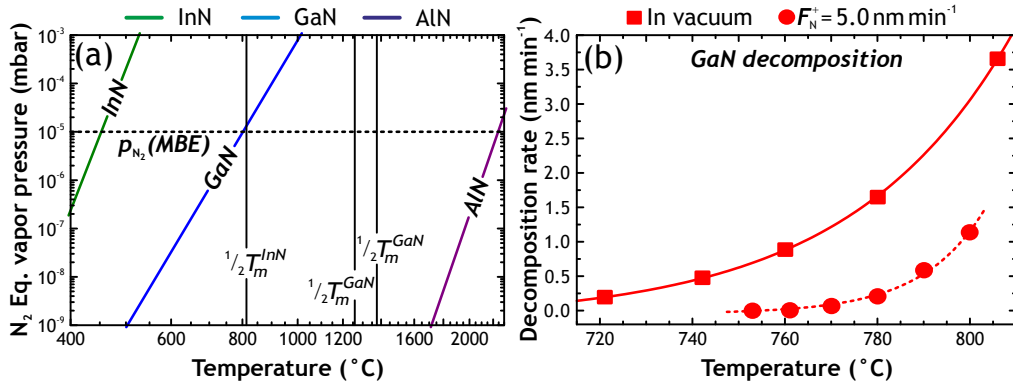 InN GaN AlN
In vacuum F_N^+ = 5.0 nm min^-1
(a)
N2 Eq. vapor pressure (mbar)
10^-3
10^-4
10^-5
10^-6
10^-7
10^-8
10^-9
InN
GaN
AlN
p_N2 (MBE)
1/2 T_m^InN
1/2 T_m^GaN
1/2 T_m^GaN
400 600 800 1200 1600 2000
Temperature (°C)
(b)
GaN decomposition
Decomposition rate (nm min^-1)
4.0
3.5
3.0
2.5
2.0
1.5
1.0
0.5
0.0
720 740 760 780 800
Temperature (°C)